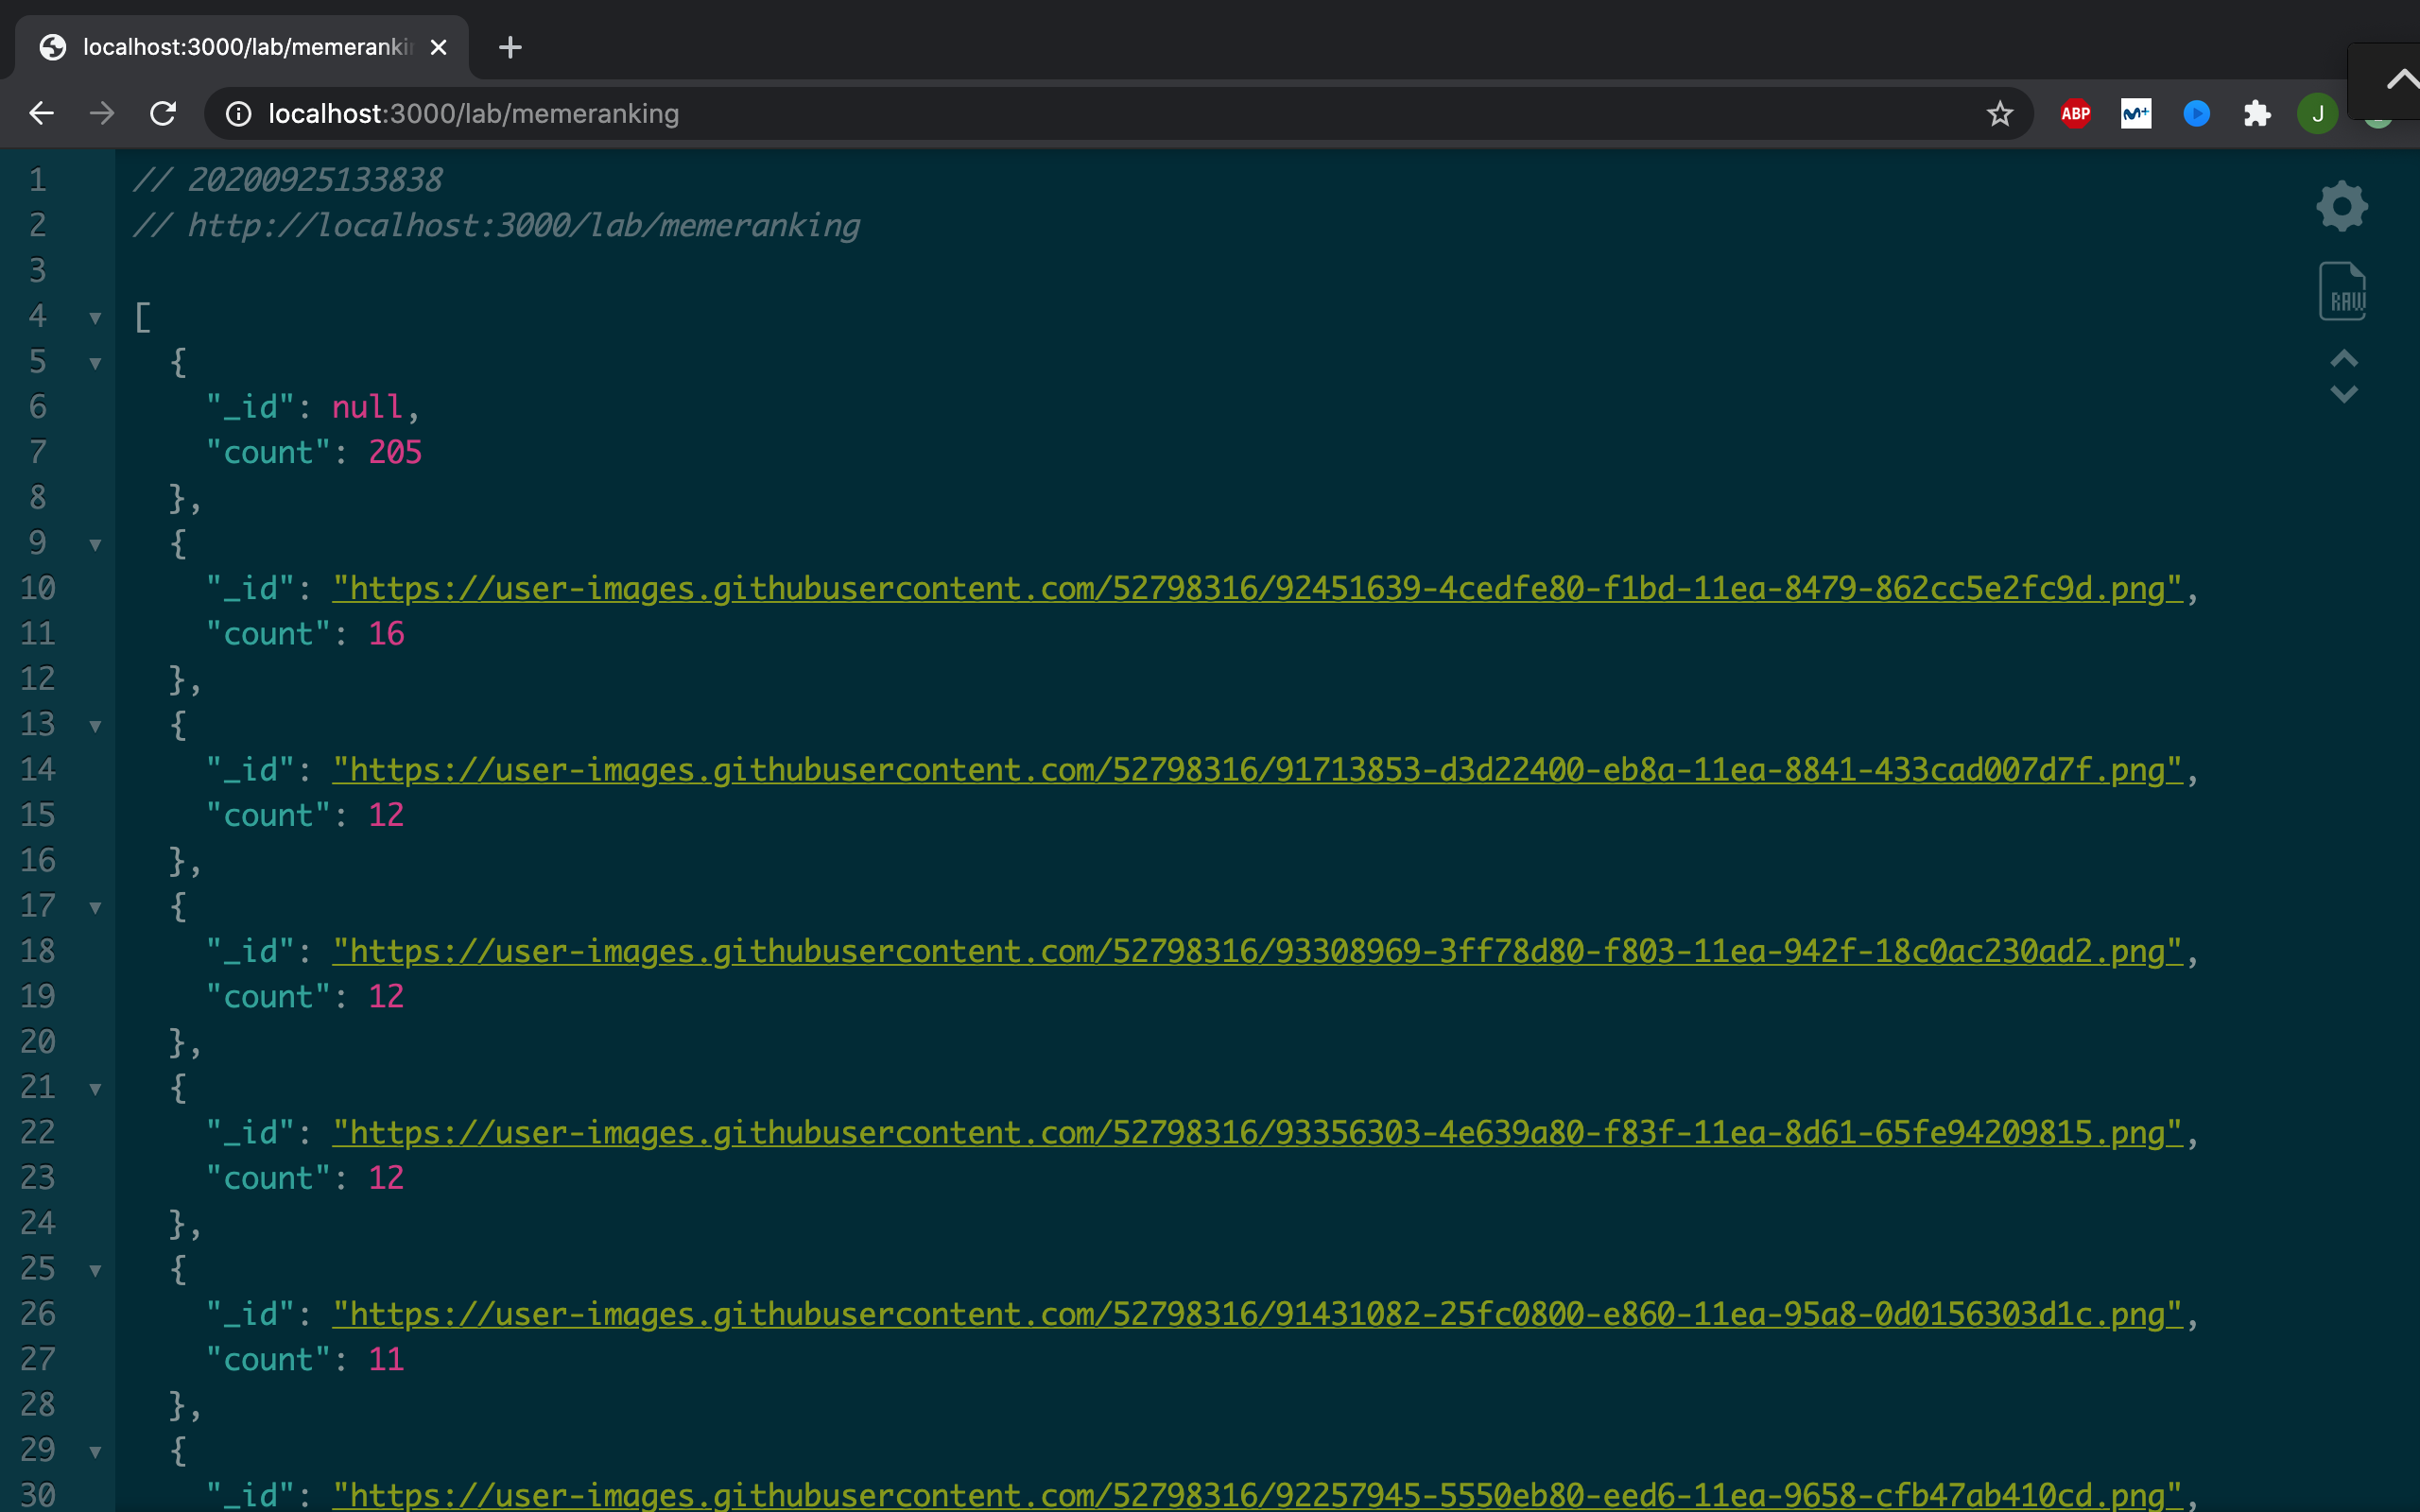 localhost:3000/lab/memeranki
localhost:3000/lab/memeranking
ABP
J
1 // 20200925133838
2 // http://localhost:3000/lab/memeranking
3
4 [
5 {
6 "_id": null,
7 "count": 205
8 },
9 {
10 "_id": "https://user-images.githubusercontent.com/52798316/92451639-4cedfe80-f1bd-11ea-8479-862cc5e2fc9d.png",
11 "count": 16
12 },
13 {
14 "_id": "https://user-images.githubusercontent.com/52798316/91713853-d3d22400-eb8a-11ea-8841-433cad007d7f.png",
15 "count": 12
16 },
17 {
18 "_id": "https://user-images.githubusercontent.com/52798316/93308969-3ff78d80-f803-11ea-942f-18c0ac230ad2.png",
19 "count": 12
20 },
21 {
22 "_id": "https://user-images.githubusercontent.com/52798316/93356303-4e639a80-f83f-11ea-8d61-65fe94209815.png",
23 "count": 12
24 },
25 {
26 "_id": "https://user-images.githubusercontent.com/52798316/91431082-25fc0800-e860-11ea-95a8-0d0156303d1c.png",
27 "count": 11
28 },
29 {
30 "_id": "https://user-images.githubusercontent.com/52798316/92257945-5550eb80-eed6-11ea-9658-cfb47ab410cd.png",
RAW